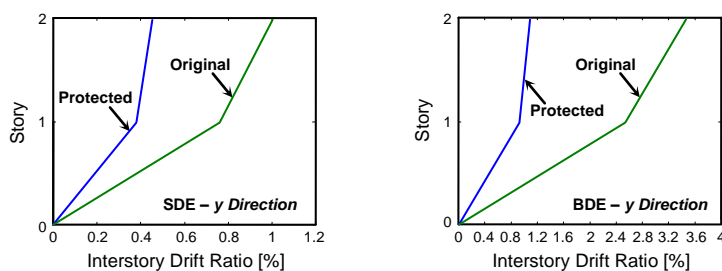 2
Original
Protected
Story
1
SDE – y Direction
0
0 0.2 0.4 0.6 0.8 1 1.2
Interstory Drift Ratio [%]
2
Original
Protected
Story
1
BDE – y Direction
0
0 0.4 0.8 1.2 1.6 2 2.4 2.8 3.2 3.6 4
Interstory Drift Ratio [%]